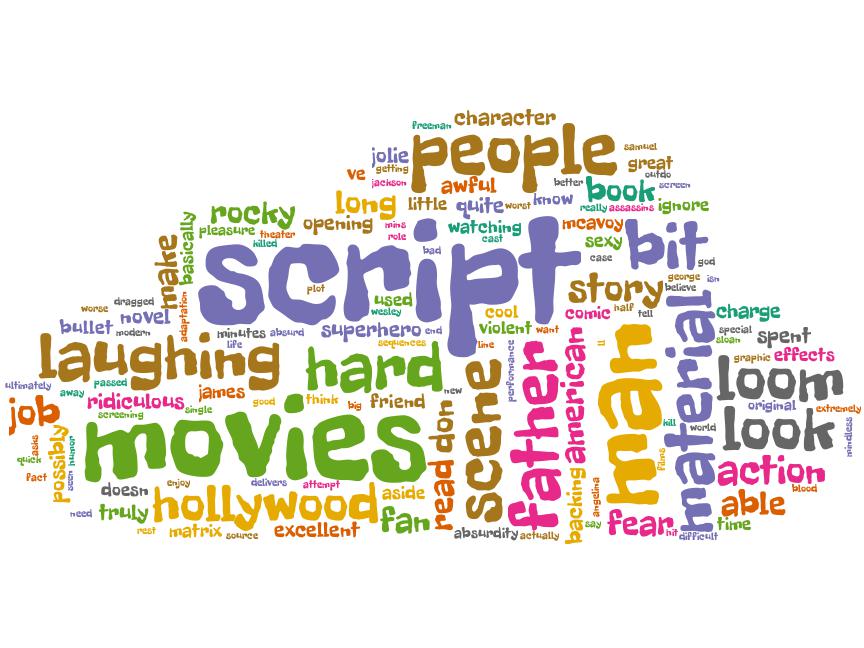 character
freeman
people
samuel
jolie
getting
great
outdo
ve
jackson
awful
better
book
screen
long
little
quite
worst
know
really
assassins
ignore
rocky
pleasure
theater
killed
basically
opening
mins
role
watching
cast
mcavoy
sexy
case
bit
god
make
adaptation
script
bad
plot
used
wesley
story
george
isn
believe
worse
dragged
bullet
novel
modern
minutes
absurd
life
superhero
end
sequences
cool
violent
want
line
comic
half
tell
material
charge
special
sloan
spent
graphic
effects
laughing
hard
ultimately
away
passed
ridiculous
screening
single
james
good
think
big
friend
new
performance
father
american
ll
man
loom
original
extremely
job
asks
quick
fact
possibly
seen
humor
movies
don
read
scene
kill
world
films
look
mindless
action
blood
doesn
enjoy
delivers
attempt
need
truly
hollywood
aside
fan
rest
matrix
source
excellent
absurdity
actually
backing
angelina
say
fear
hit
difficult
able
time